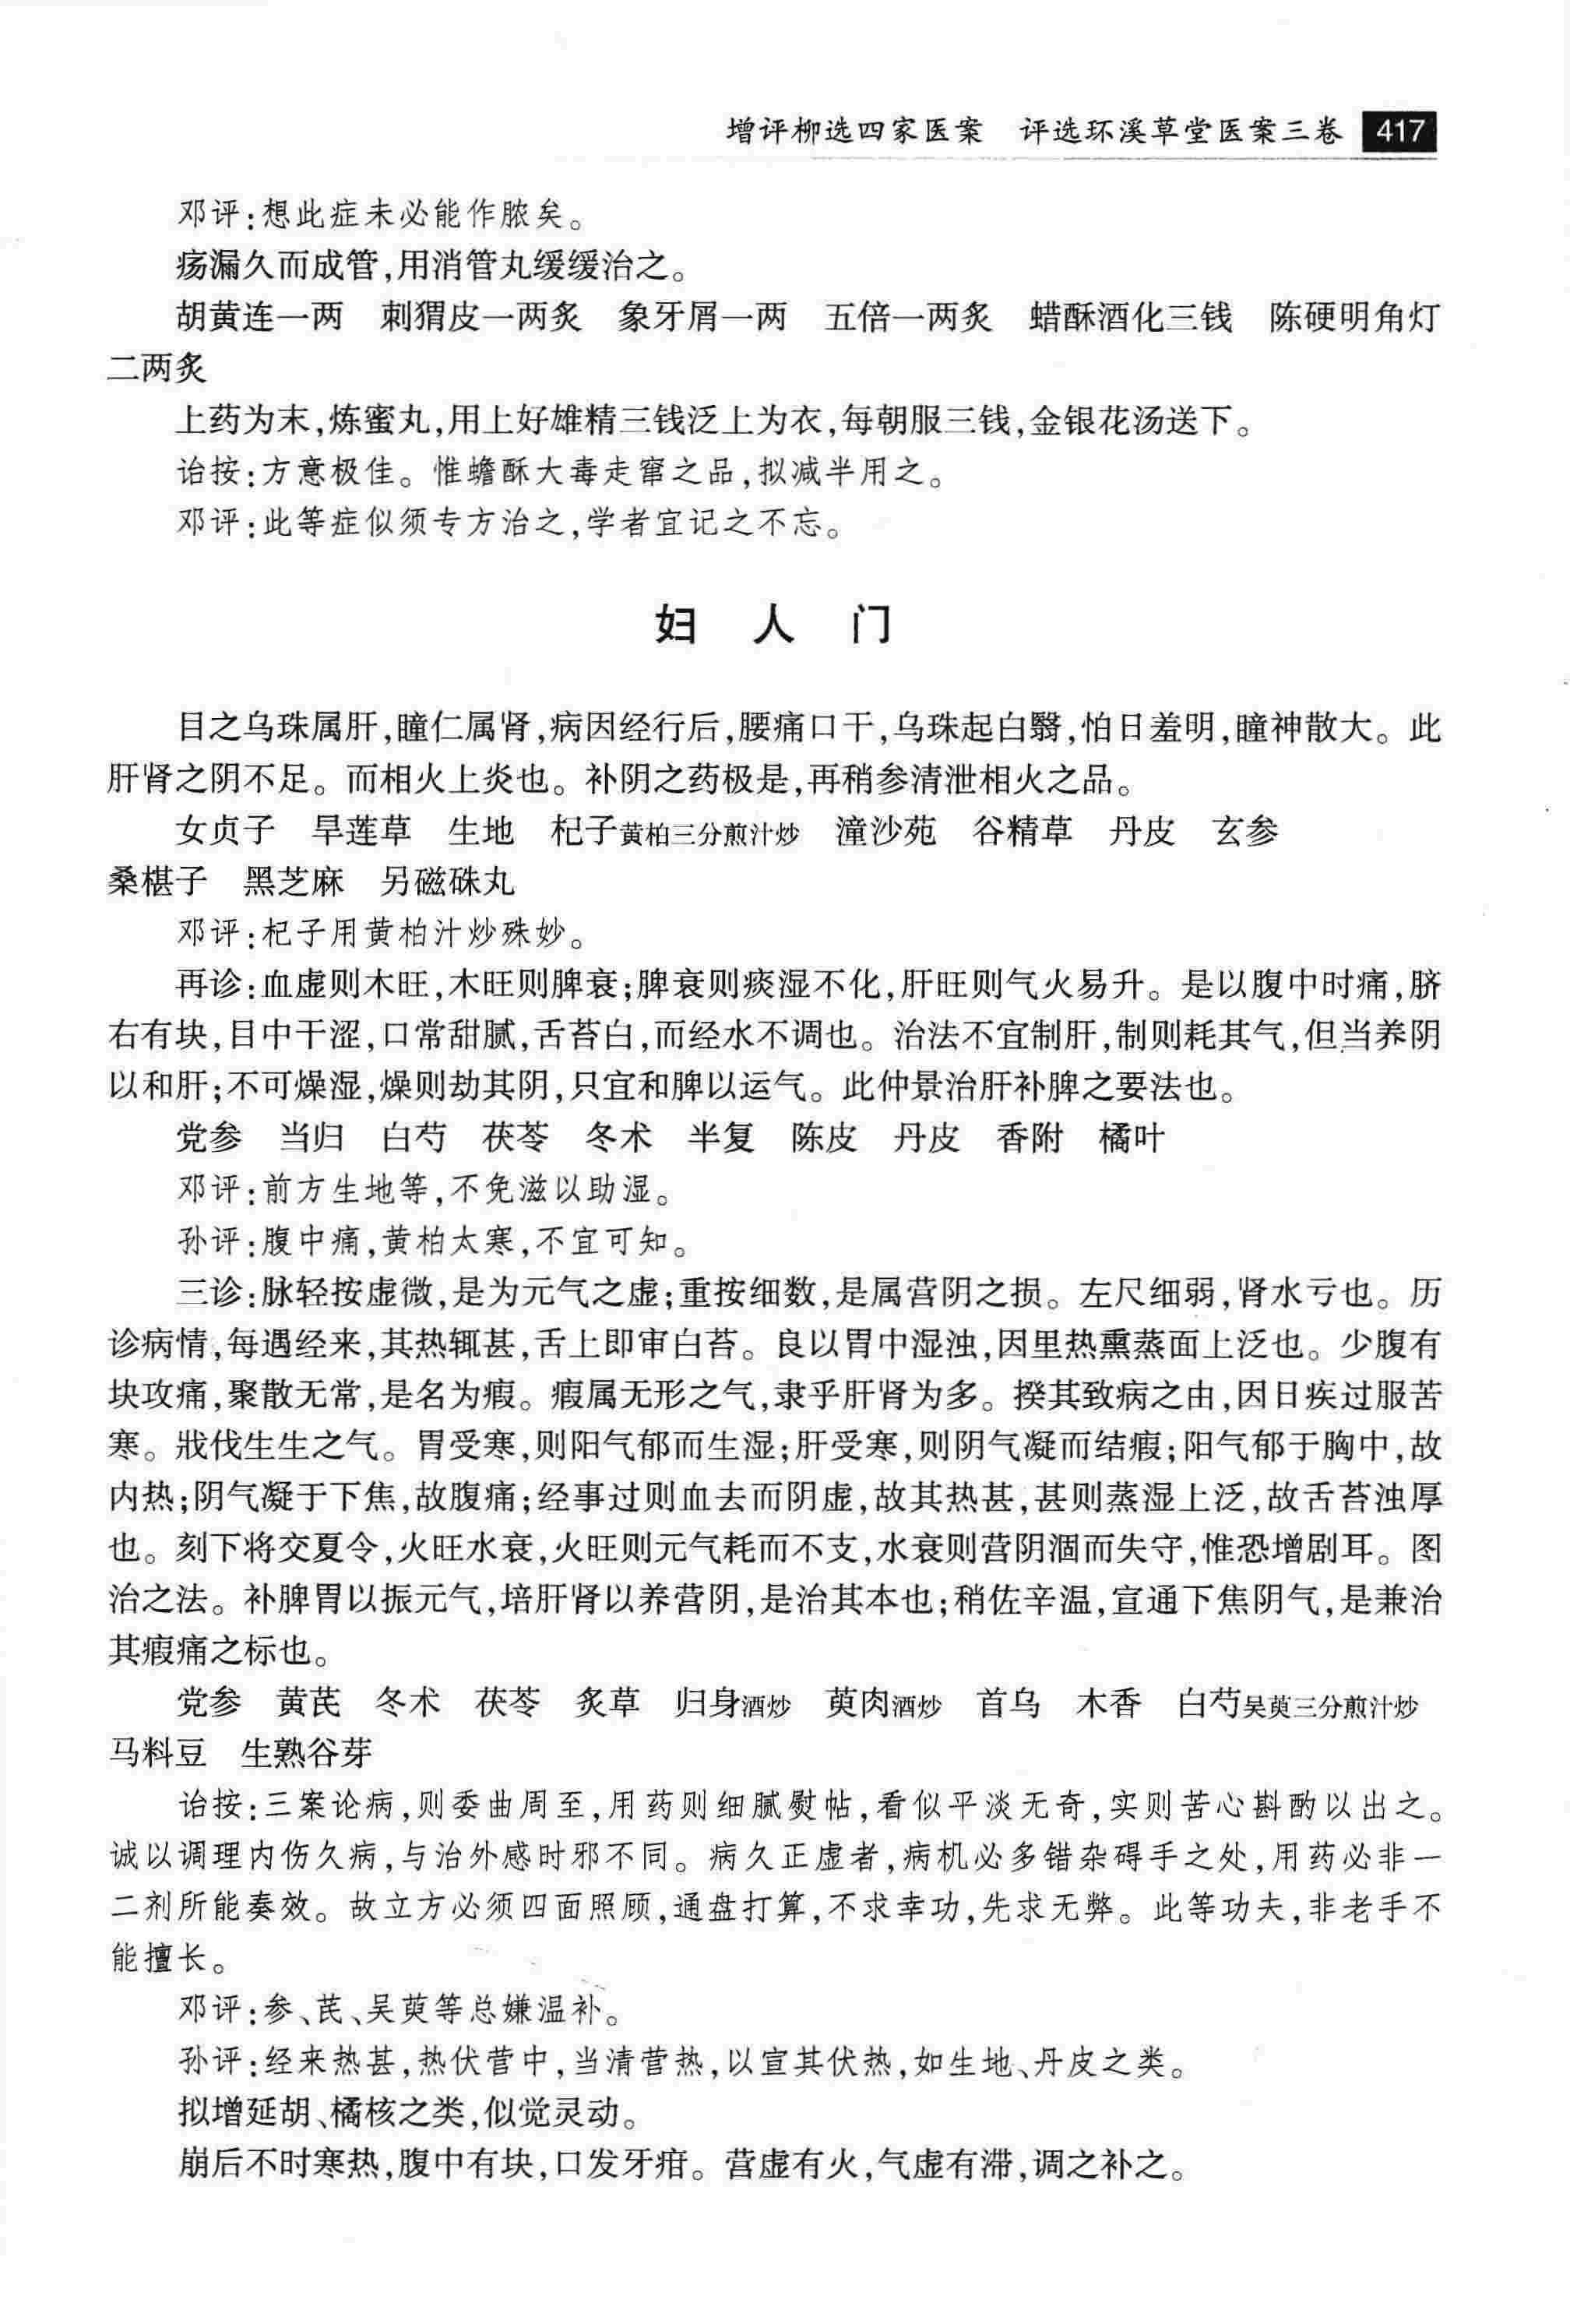 增评柳选四家医案 评选环溪草堂医案三卷 417
邓评:想此症未必能作脓矣。
疡漏久而成管,用消管丸缓缓治之。
胡黄连一两 刺猬皮一两炙 象牙屑一两 五倍一两炙 蜡酥酒化三钱 陈硬明角灯
二两炙
上药为末,炼蜜丸,用上好雄精三钱泛上为衣,每朝服三钱,金银花汤送下。
诒按:方意极佳。惟蟾酥大毒走窜之品,拟减半用之。
邓评:此等症似须专方治之,学者宜记之不忘。
妇人门
目之乌珠属肝,瞳仁属肾,病因经行后,腰痛口干,乌珠起白翳,怕日羞明,瞳神散大。此
肝肾之阴不足。而相火上炎也。补阴之药极是,再稍参清泄相火之品。
女贞子 旱莲草 生地 杞子黄柏三分煎汁炒 潼沙苑 谷精草 丹皮 玄参
桑椹子 黑芝麻 另磁硃丸
邓评:杞子用黄柏汁炒殊妙。
再诊:血虚则木旺,木旺则脾衰;脾衰则痰湿不化,肝旺则气火易升。是以腹中时痛,脐
右有块,目中干涩,口常甜腻,舌苔白,而经水不调也。治法不宜制肝,制则耗其气,但当养阴
以和肝;不可燥湿,燥则劫其阴,只宜和脾以运气。此仲景治肝补脾之要法也。
党参 当归 白芍 茯苓 冬术 半复 陈皮 丹皮 香附 橘叶
邓评:前方生地等,不免滋以助湿。
孙评:腹中痛,黄柏太寒,不宜可知。
三诊:脉轻按虚微,是为元气之虚;重按细数,是属营阴之损。左尺细弱,肾水亏也。历
诊病情,每遇经来,其热辄甚,舌上即审白苔。良以胃中湿浊,因里热熏蒸面上泛也。少腹有
块攻痛,聚散无常,是名为瘕。瘕属无形之气,隶乎肝肾为多。揆其致病之由,因日疾过服苦
寒。戕伐生生之气。胃受寒,则阳气郁而生湿;肝受寒,则阴气凝而结瘕;阳气郁于胸中,故
内热;阴气凝于下焦,故腹痛;经事过则血去而阴虚,故其热甚,甚则蒸湿上泛,故舌苔浊厚
也。刻下将交夏令,火旺水衰,火旺则元气耗而不支,水衰则营阴涸而失守,惟恐增剧耳。图
治之法。补脾胃以振元气,培肝肾以养营阴,是治其本也;稍佐辛温,宣通下焦阴气,是兼治
其瘕痛之标也。
党参 黄芪 冬术 茯苓 炙草 归身酒炒 萸肉酒炒 首乌 木香 白芍吴萸三分煎汁炒
马料豆 生熟谷芽
诒按:三案论病,则委曲周至,用药则细腻熨帖,看似平淡无奇,实则苦心斟酌以出之。
诚以调理内伤久病,与治外感时邪不同。病久正虚者,病机必多错杂碍手之处,用药必非一
二剂所能奏效。故立方必须四面照顾,通盘打算,不求幸功,先求无弊。此等功夫,非老手不
能擅长。
邓评:参、芪、吴萸等总嫌温补。
孙评:经来热甚,热伏营中,当清营热,以宣其伏热,如生地、丹皮之类。
拟增延胡、橘核之类,似觉灵动。
崩后不时寒热,腹中有块,口发牙疳。营虚有火,气虚有滞,调之补之。